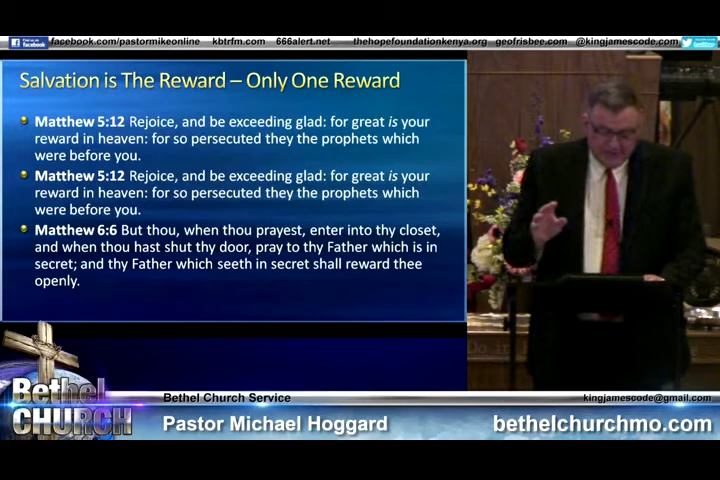 Find us on
facebook
facebook.com/pastormikeonline kbtrfm.com 666alert.net thehopefoundationkenya.org geofrisbee.com @kingjamescode_com twitter
Salvation is The Reward – Only One Reward
Matthew 5:12 Rejoice, and be exceeding glad: for great is your
reward in heaven: for so persecuted they the prophets which
were before you.
Matthew 5:12 Rejoice, and be exceeding glad: for great is your
reward in heaven: for so persecuted they the prophets which
were before you.
Matthew 6:6 But thou, when thou prayest, enter into thy closet,
and when thou hast shut thy door, pray to thy Father which is in
secret; and thy Father which seeth in secret shall reward thee
openly.
Bethel
CHURCH
Bethel Church Service kingjamescode@gmail.com
Pastor Michael Hoggard bethelchurchmo.com